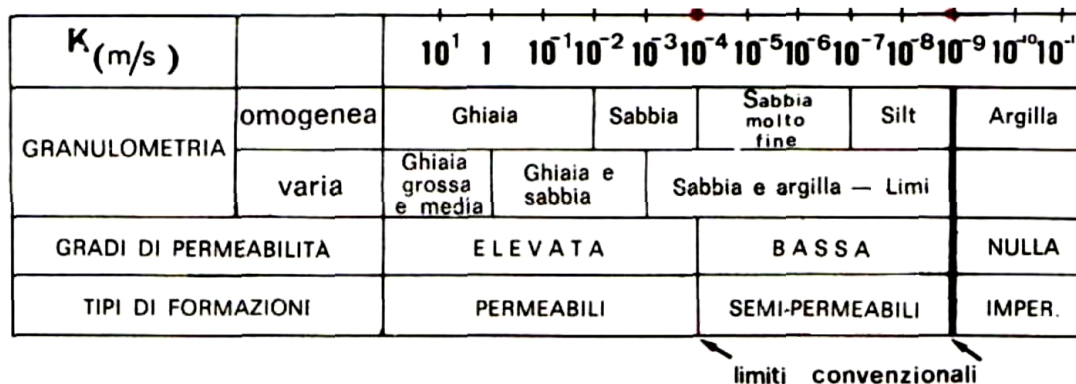 K (m/s) 10¹ 1 10⁻¹ 10⁻² 10⁻³ 10⁻⁴ 10⁻⁵ 10⁻⁶ 10⁻⁷ 10⁻⁸ 10⁻⁹ 10⁻¹⁰
GRANULOMETRIA
omogenea Ghiaia Sabbia
Sabbia
molto
fine
Silt Argilla
varia
Ghiaia
grossa
e media
Ghiaia e
sabbia
Sabbia e argilla — Limi
GRADI DI PERMEABILITÀ ELEVATA BASSA NULLA
TIPI DI FORMAZIONI PERMEABILI SEMI-PERMEABILI IMPER.
limiti convenzionali